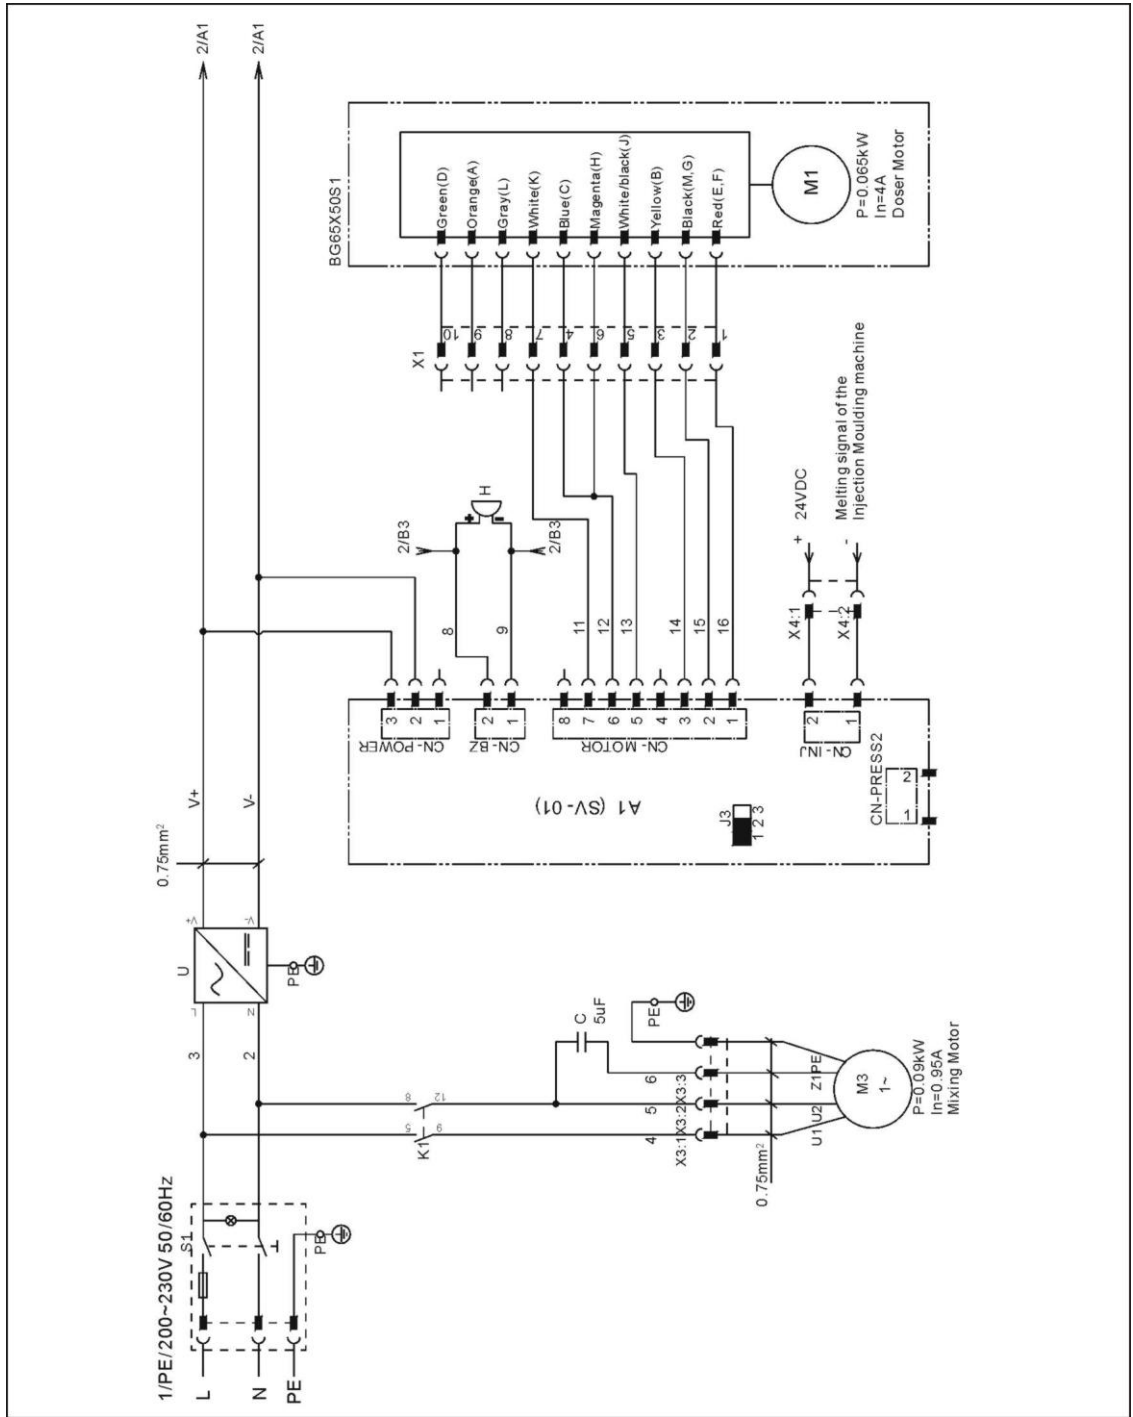 1/PE/200~230V 50/60Hz
L
N
PE
S1
PE
3
2
L
N
U
V+
V-
PE
0.75mm²
V+
V-
2/A1
2/A1
K1
5
9
8
12
C
5uF
4
5
6
X3:1
X3:2
X3:3
PE
0.75mm²
U1
U2
Z1
PE
M3
1~
P=0.09kW
In=0.95A
Mixing Motor
A1 (SV-01)
CN-POWER
3
2
1
CN-BZ
2
1
CN-MOTOR
8
7
6
5
4
3
2
1
CN-INJ
2
1
CN-PRESS2
1 2
J3
1 2 3
8
9
2/B3
2/B3
H
+
-
11
12
13
14
15
16
X4:1
X4:2
+ 24VDC
-
Melting signal of the
Injection Moulding machine
X1
10
9
8
7
4
6
5
3
2
1
BG65X50S1
Green(D)
Orange(A)
Gray(L)
White(K)
Blue(C)
Magenta(H)
White/black(J)
Yellow(B)
Black(M,G)
Red(E,F)
M1
P=0.065kW
In=4A
Doser Motor